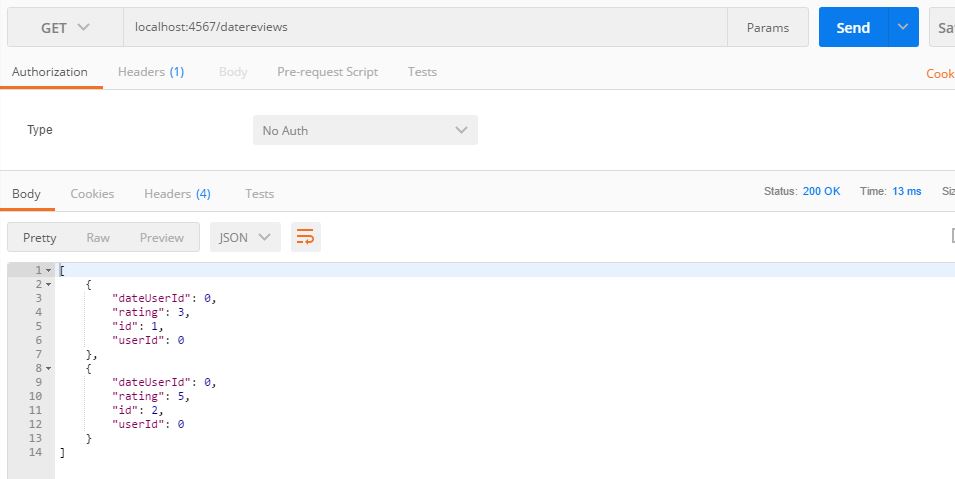 GET localhost:4567/datereviews Params Send Sa
Authorization Headers (1) Body Pre-request Script Tests Cook
Type No Auth
Body Cookies Headers (4) Tests Status: 200 OK Time: 13 ms Siz
Pretty Raw Preview JSON
1 [
2 {
3 "dateUserId": 0,
4 "rating": 3,
5 "id": 1,
6 "userId": 0
7 },
8 {
9 "dateUserId": 0,
10 "rating": 5,
11 "id": 2,
12 "userId": 0
13 }
14 ]